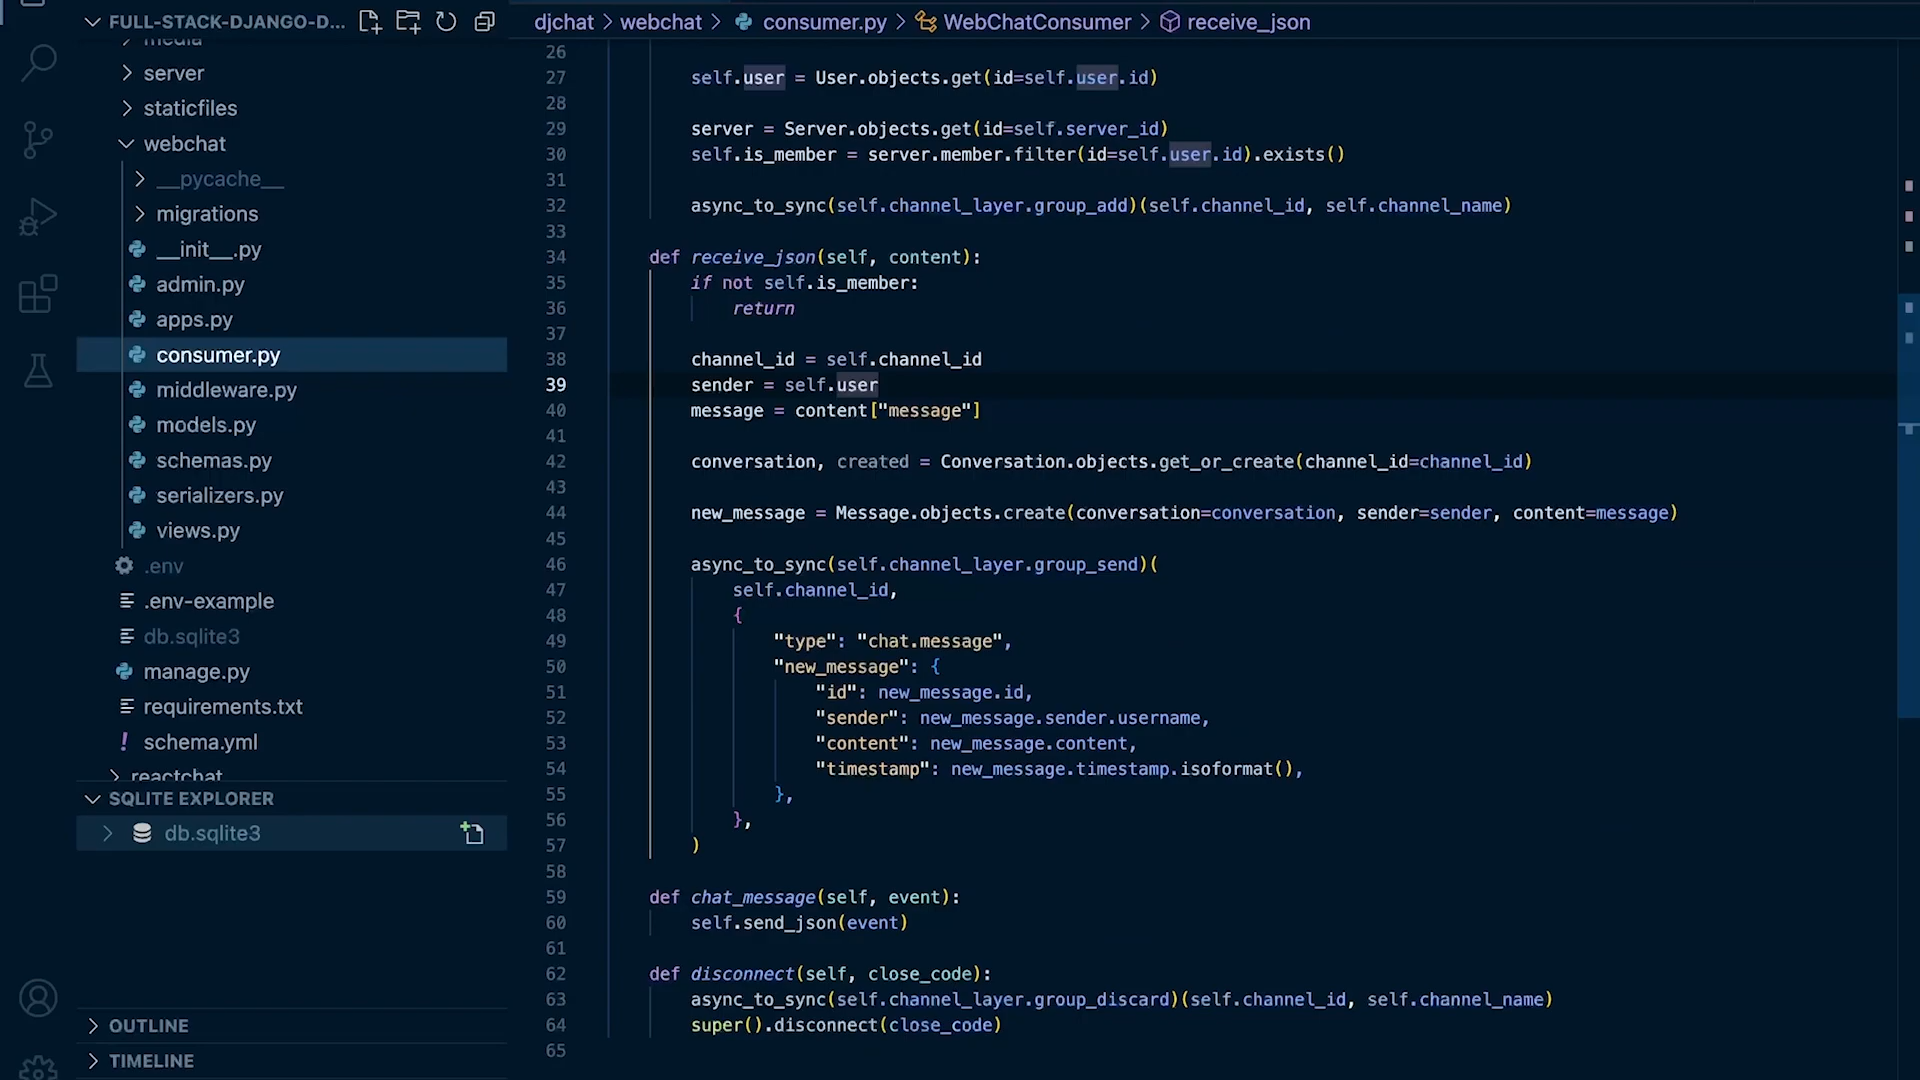 FULL-STACK-DJANGO-D...
media
server
staticfiles
webchat
__pycache__
migrations
__init__.py
admin.py
apps.py
consumer.py
middleware.py
models.py
schemas.py
serializers.py
views.py
.env
.env-example
db.sqlite3
manage.py
requirements.txt
schema.yml
reactchat
SQLITE EXPLORER
db.sqlite3
OUTLINE
TIMELINE
djchat > webchat > consumer.py > WebChatConsumer > receive_json
26
27 self.user = User.objects.get(id=self.user.id)
28
29 server = Server.objects.get(id=self.server_id)
30 self.is_member = server.member.filter(id=self.user.id).exists()
31
32 async_to_sync(self.channel_layer.group_add)(self.channel_id, self.channel_name)
33
34 def receive_json(self, content):
35 if not self.is_member:
36 return
37
38 channel_id = self.channel_id
39 sender = self.user
40 message = content["message"]
41
42 conversation, created = Conversation.objects.get_or_create(channel_id=channel_id)
43
44 new_message = Message.objects.create(conversation=conversation, sender=sender, content=message)
45
46 async_to_sync(self.channel_layer.group_send)(
47 self.channel_id,
48 {
49 "type": "chat.message",
50 "new_message": {
51 "id": new_message.id,
52 "sender": new_message.sender.username,
53 "content": new_message.content,
54 "timestamp": new_message.timestamp.isoformat(),
55 },
56 },
57 )
58
59 def chat_message(self, event):
60 self.send_json(event)
61
62 def disconnect(self, close_code):
63 async_to_sync(self.channel_layer.group_discard)(self.channel_id, self.channel_name)
64 super().disconnect(close_code)
65